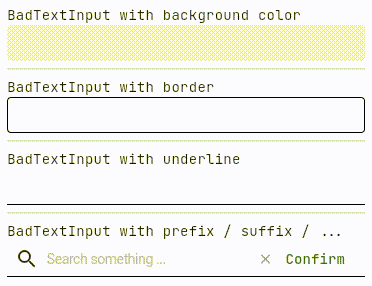 BadTextInput with background color
BadTextInput with border
BadTextInput with underline
BadTextInput with prefix / suffix / ...
Search something ... Confirm